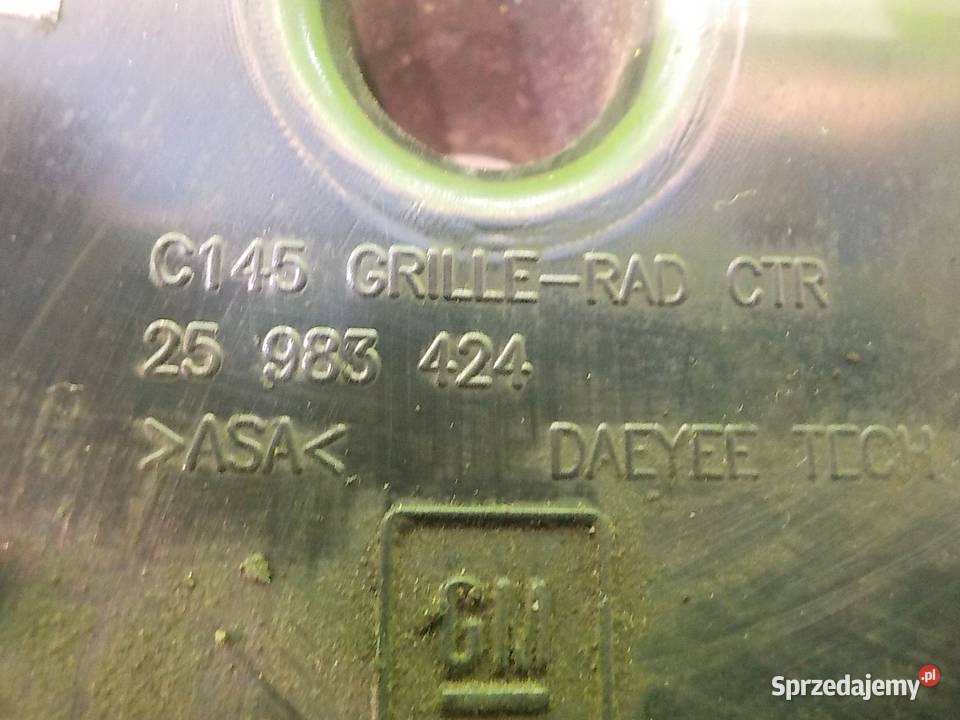 C145 GRILLE-RAD CTR
25 983 424
>ASA< DAEYEE TECH
GM
Sprzedajemy.pl